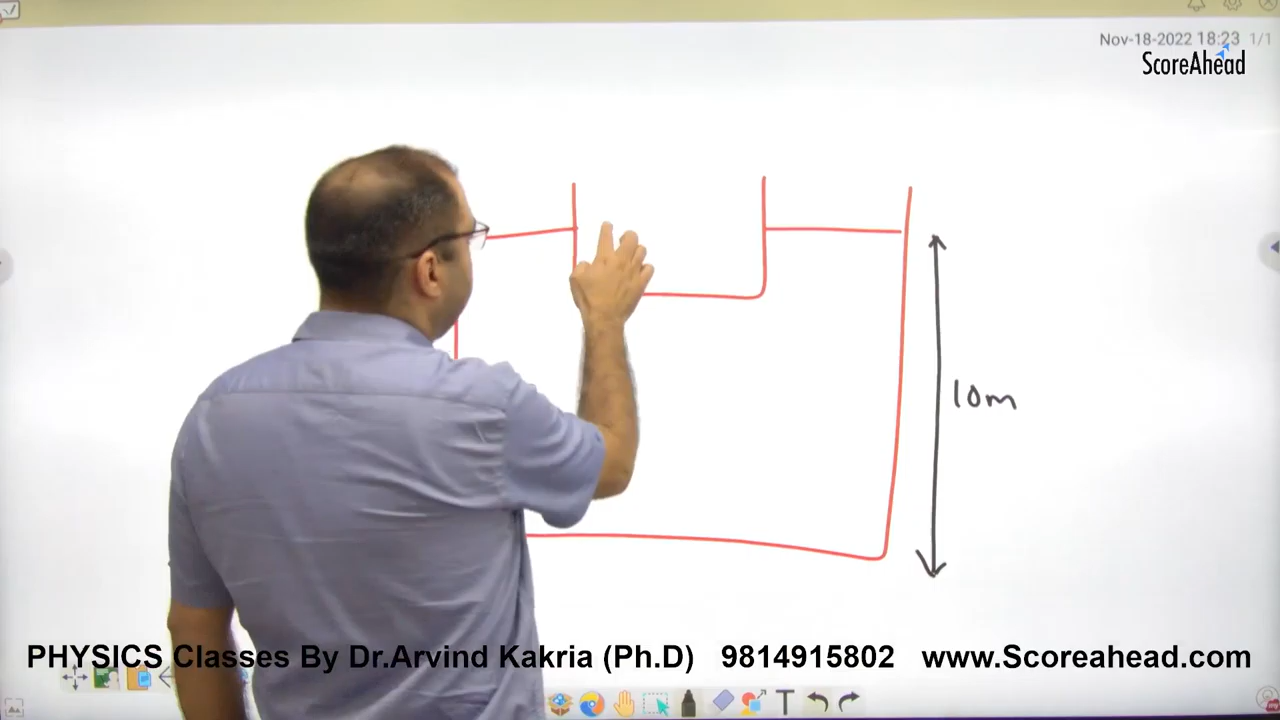 Nov-18-2022 18:23 1/1
ScoreAhead
10m
PHYSICS Classes By Dr.Arvind Kakria (Ph.D) 9814915802 www.Scoreahead.com
T